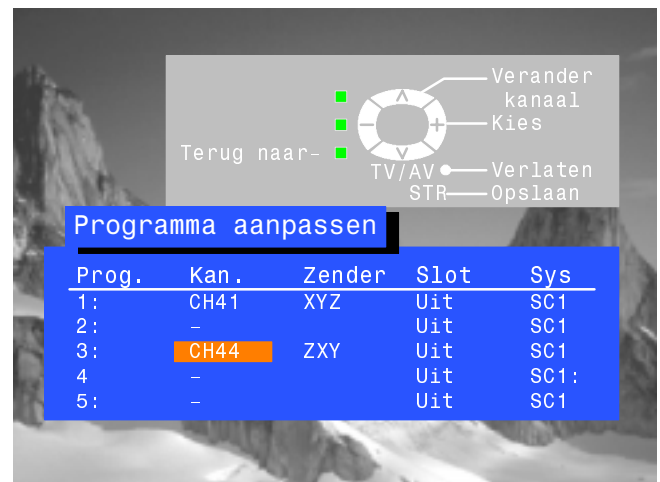 Verander
kanaal
Kies
Terug naar-
TV/AV Verlaten
STR Opslaan
Programma aanpassen
Prog. Kan. Zender Slot Sys
1: CH41 XYZ Uit SC1
2: – Uit SC1
3: CH44 ZXY Uit SC1
4 – Uit SC1:
5: – Uit SC1